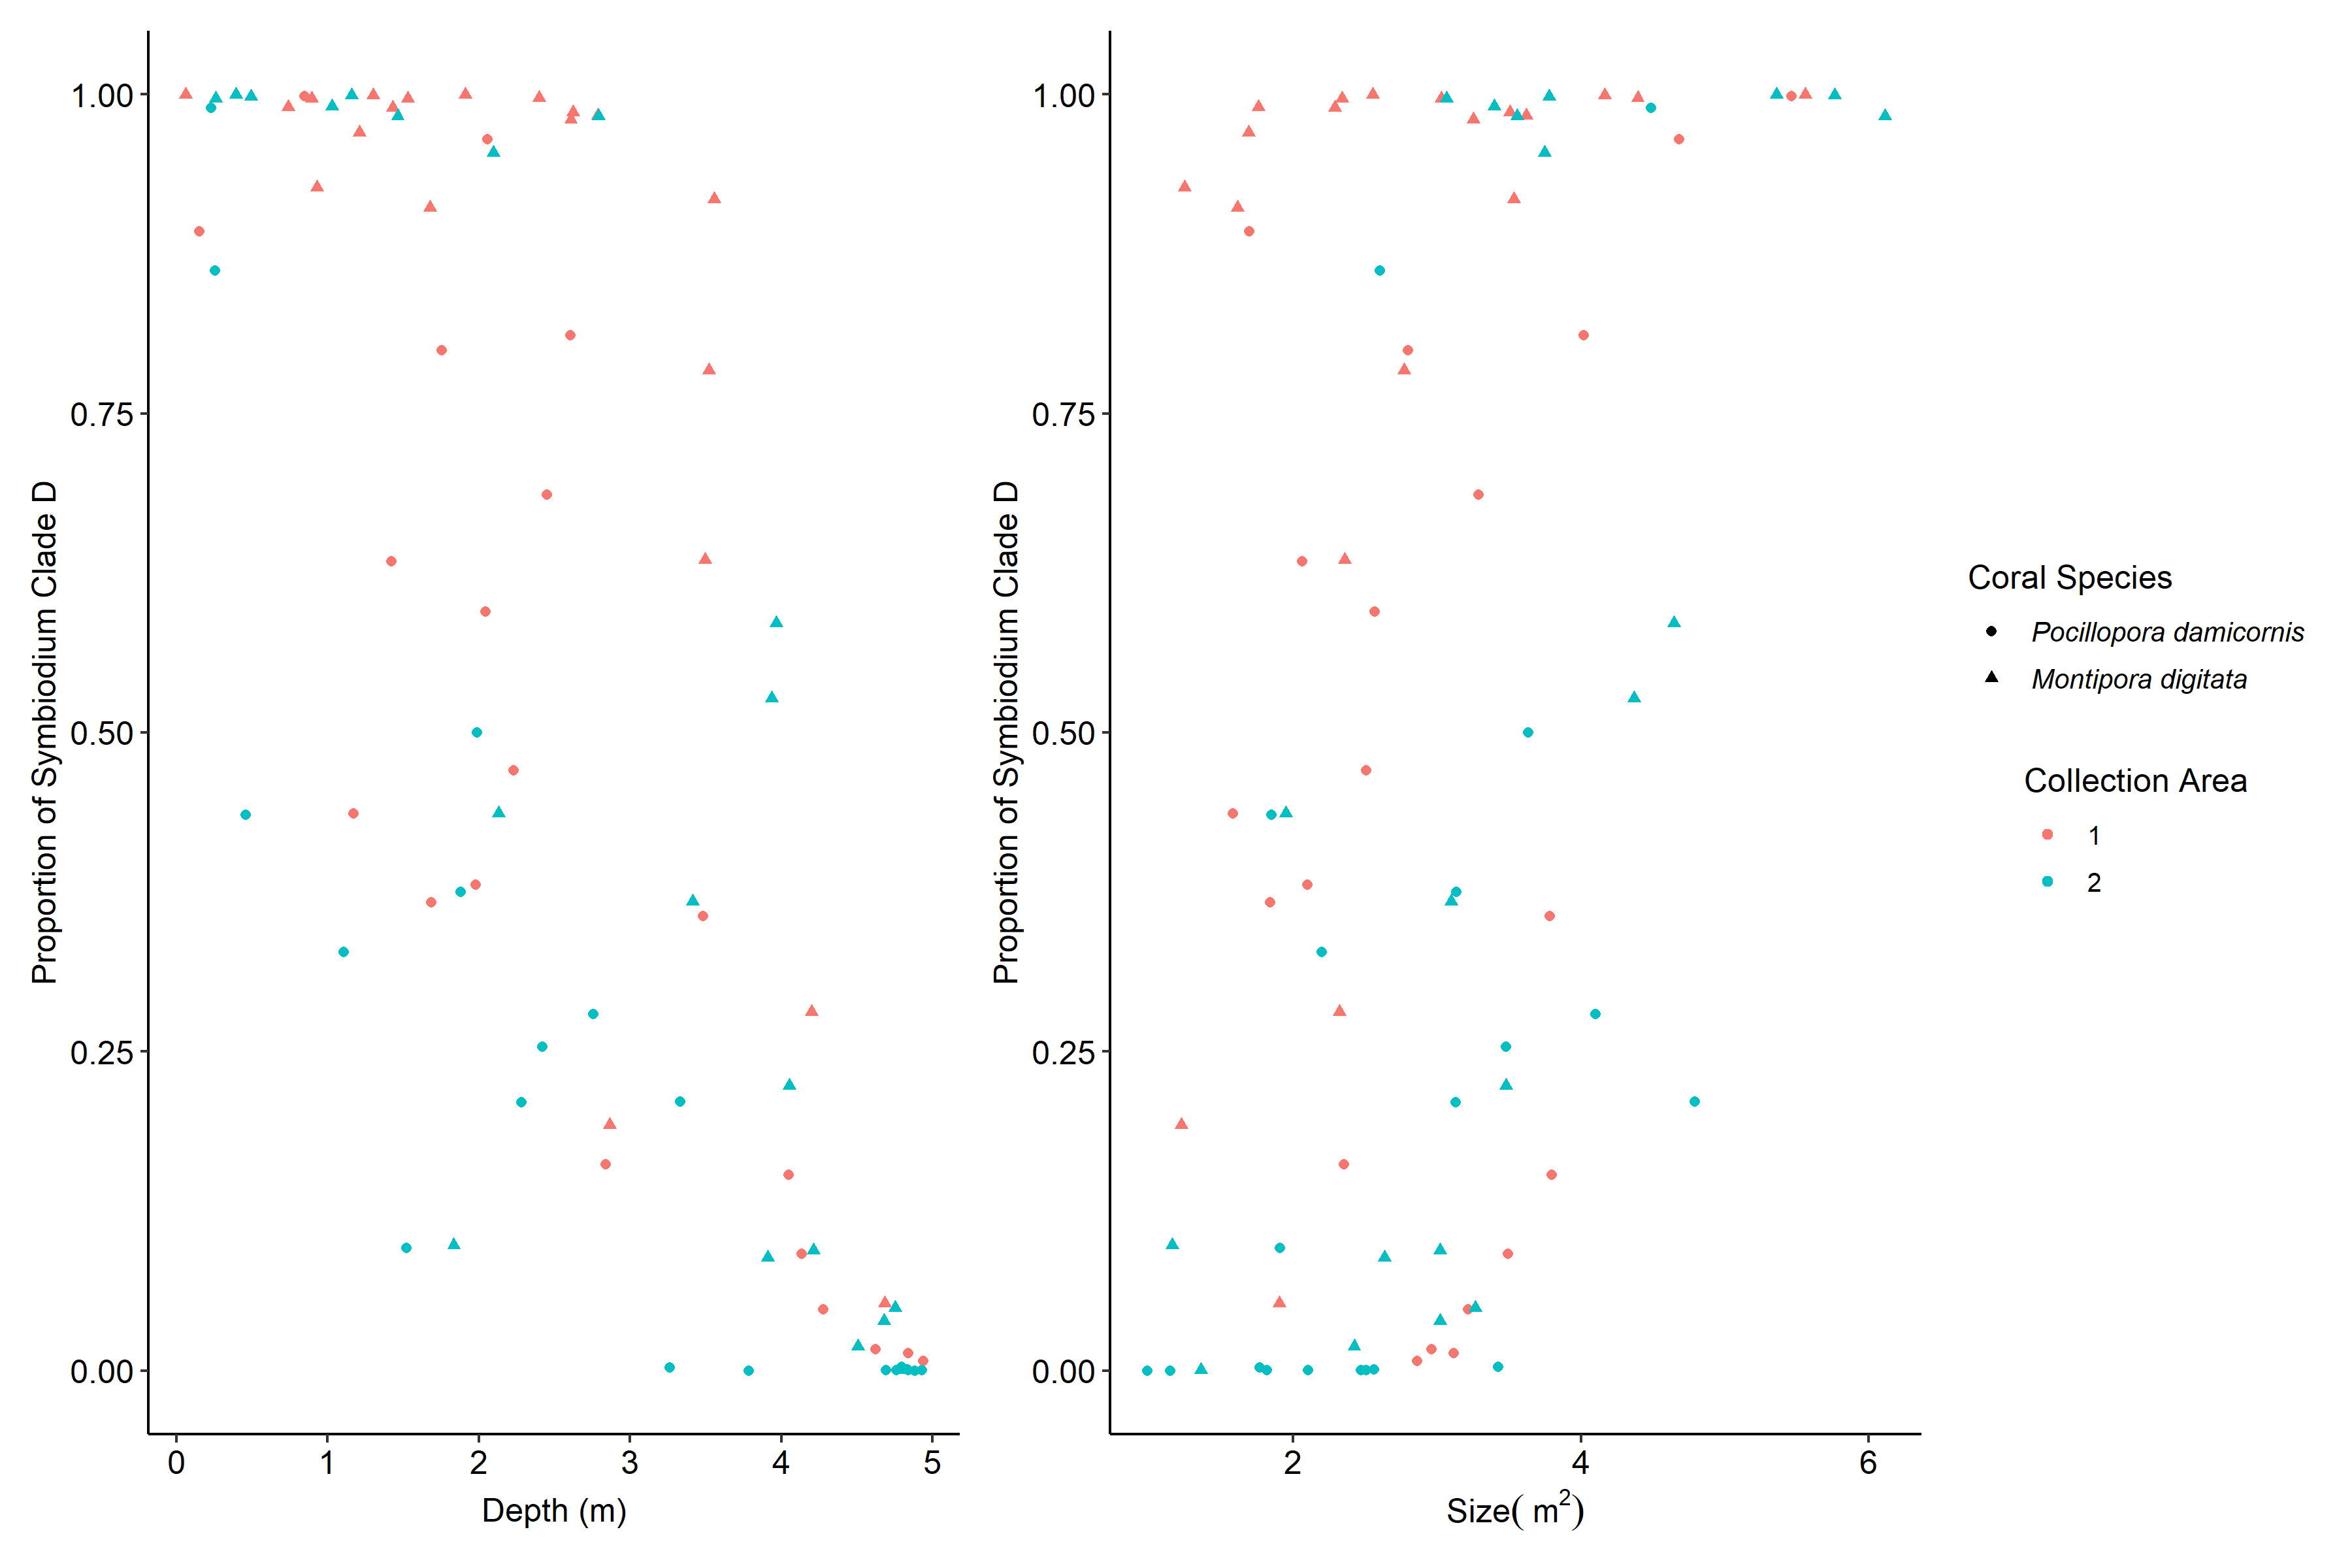 Proportion of Symbiodium Clade D
1.00
0.75
0.50
0.25
0.00
0 1 2 3 4 5
Depth (m)
Proportion of Symbiodium Clade D
1.00
0.75
0.50
0.25
0.00
2 4 6
Size( m²)
Coral Species
Pocillopora damicornis
Montipora digitata
Collection Area
1
2